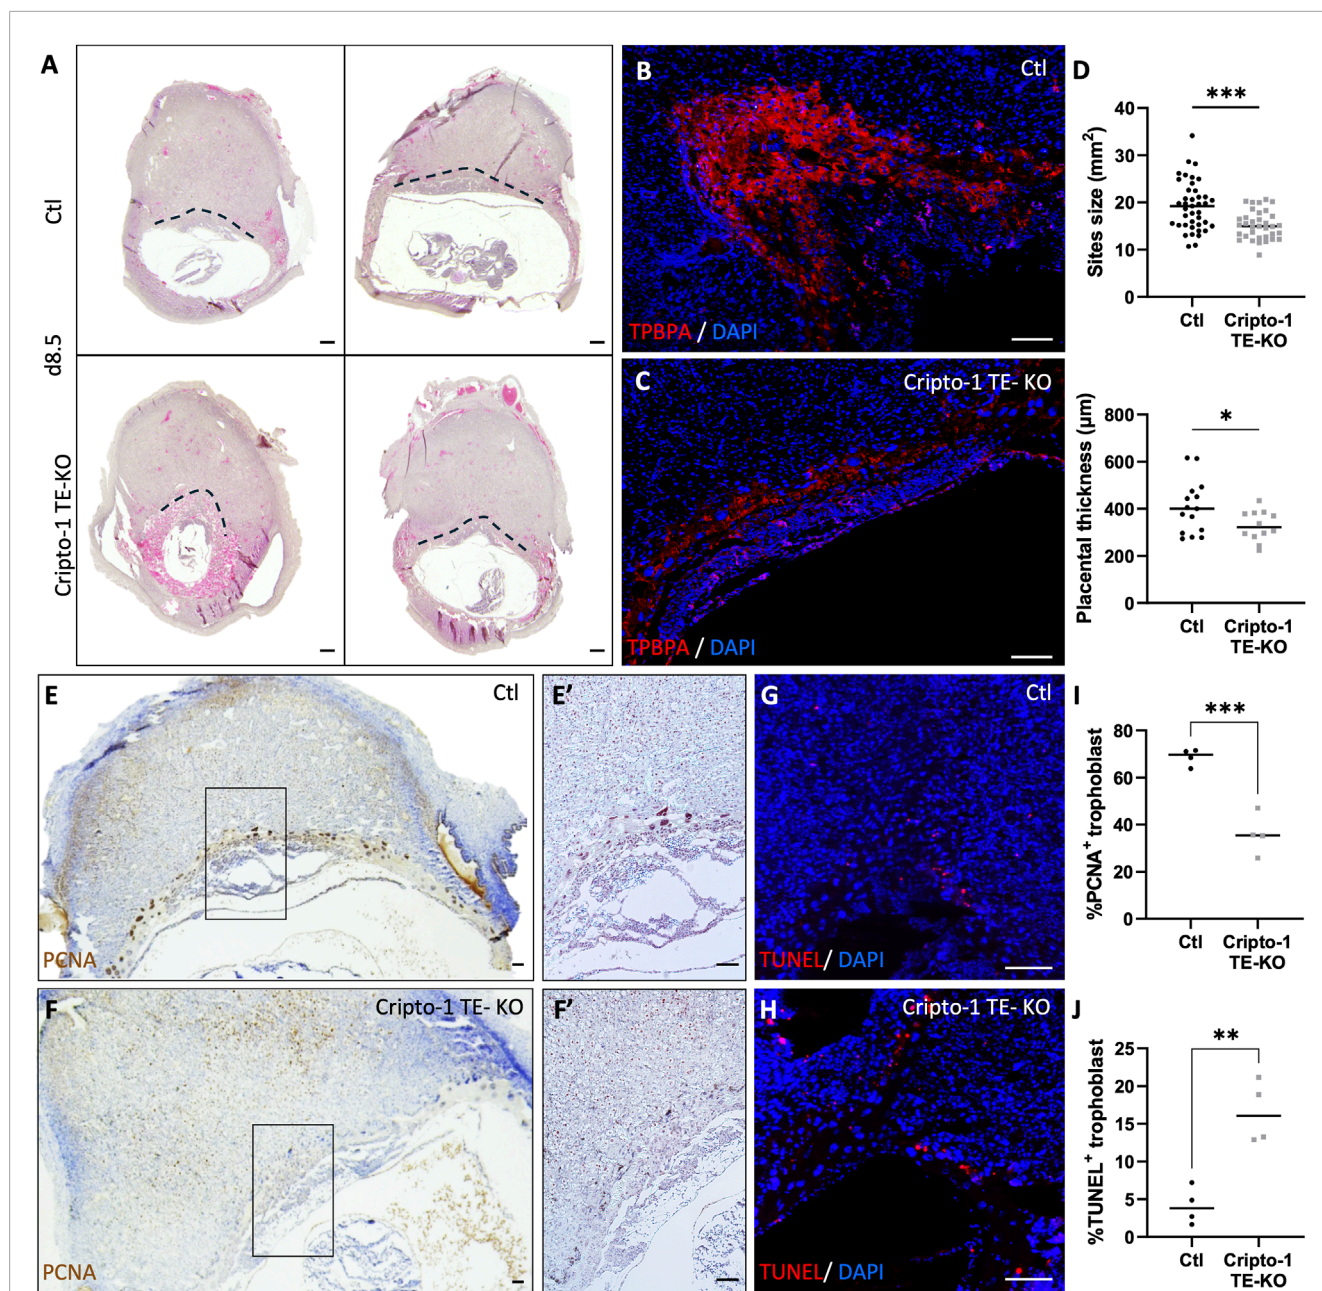 A
Ctl
d8.5
Cripto-1 TE-KO
B
Ctl
TPBPA / DAPI
C
Cripto-1 TE- KO
TPBPA / DAPI
D
***
Sites size (mm²)
40
30
20
10
0
Ctl
Cripto-1
TE-KO
*
Placental thickness (µm)
800
600
400
200
0
Ctl
Cripto-1
TE-KO
E
Ctl
PCNA
E’
F
Cripto-1 TE- KO
PCNA
F’
G
Ctl
TUNEL/ DAPI
H
Cripto-1 TE- KO
TUNEL/ DAPI
I
***
%PCNA⁺ trophoblast
80
60
40
20
0
Ctl
Cripto-1
TE-KO
J
**
%TUNEL⁺ trophoblast
25
20
15
10
5
0
Ctl
Cripto-1
TE-KO